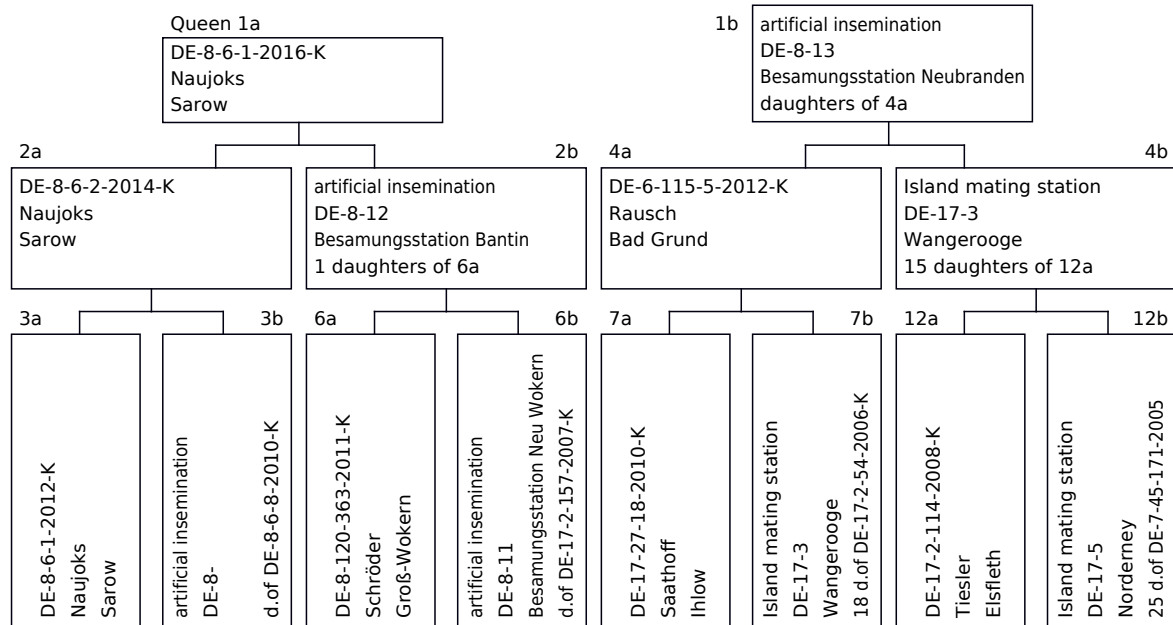 Queen 1a
DE-8-6-1-2016-K
Naujoks
Sarow
1b
artificial insemination
DE-8-13
Besamungsstation Neubranden
daughters of 4a
2a
DE-8-6-2-2014-K
Naujoks
Sarow
2b
artificial insemination
DE-8-12
Besamungsstation Bantin
1 daughters of 6a
4a
DE-6-115-5-2012-K
Rausch
Bad Grund
4b
Island mating station
DE-17-3
Wangerooge
15 daughters of 12a
3a
DE-8-6-1-2012-K
Naujoks
Sarow
3b
artificial insemination
DE-8-
d.of DE-8-6-8-2010-K
6a
DE-8-120-363-2011-K
Schröder
Groß-Wokern
6b
artificial insemination
DE-8-11
Besamungsstation Neu Wokern
d.of DE-17-2-157-2007-K
7a
DE-17-27-18-2010-K
Saathoff
Ihlow
7b
Island mating station
DE-17-3
Wangerooge
18 d.of DE-17-2-54-2006-K
12a
DE-17-2-114-2008-K
Tiesler
Elsfleth
12b
Island mating station
DE-17-5
Norderney
25 d.of DE-7-45-171-2005